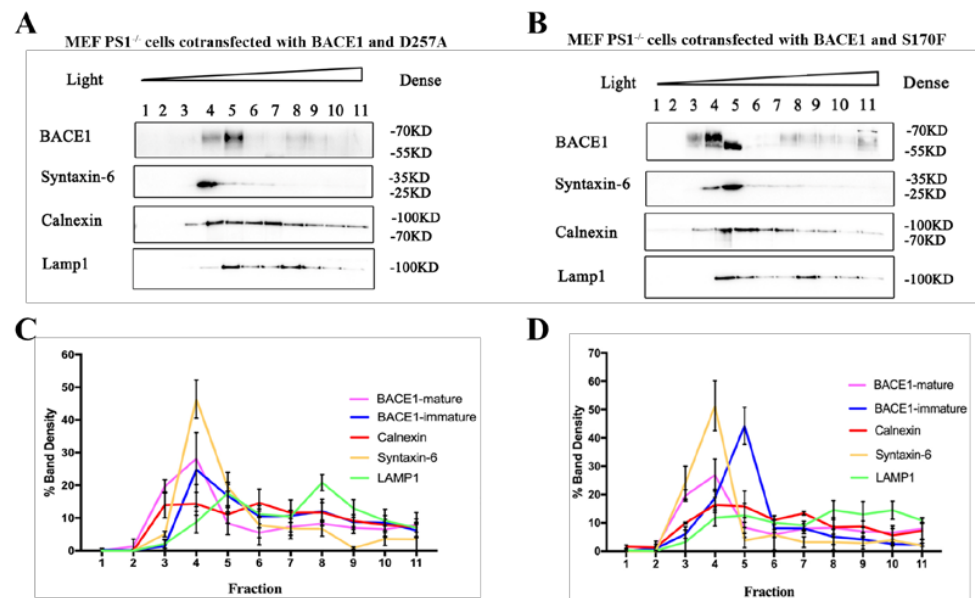 A
MEF PS1-/- cells cotransfected with BACE1 and D257A
Light Dense
1 2 3 4 5 6 7 8 9 10 11
BACE1 -70KD
-55KD
Syntaxin-6 -35KD
-25KD
Calnexin -100KD
-70KD
Lamp1 -100KD
B
MEF PS1-/- cells cotransfected with BACE1 and S170F
Light Dense
1 2 3 4 5 6 7 8 9 10 11
BACE1 -70KD
-55KD
Syntaxin-6 -35KD
-25KD
Calnexin -100KD
-70KD
Lamp1 -100KD
C
% Band Density
60
50
40
30
20
10
0
BACE1-mature
BACE1-immature
Calnexin
Syntaxin-6
LAMP1
1 2 3 4 5 6 7 8 9 10 11
Fraction
D
% Band Density
70
60
50
40
30
20
10
0
BACE1-mature
BACE1-immature
Calnexin
Syntaxin-6
LAMP1
1 2 3 4 5 6 7 8 9 10 11
Fraction